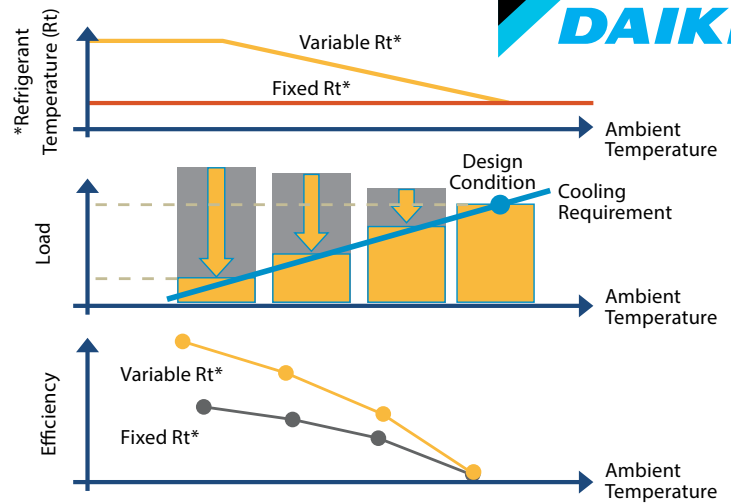 *Refrigerant
Temperature (Rt)
Variable Rt*
Fixed Rt*
Ambient
Temperature
Load
Design
Condition
Cooling
Requirement
Ambient
Temperature
Efficiency
Variable Rt*
Fixed Rt*
Ambient
Temperature